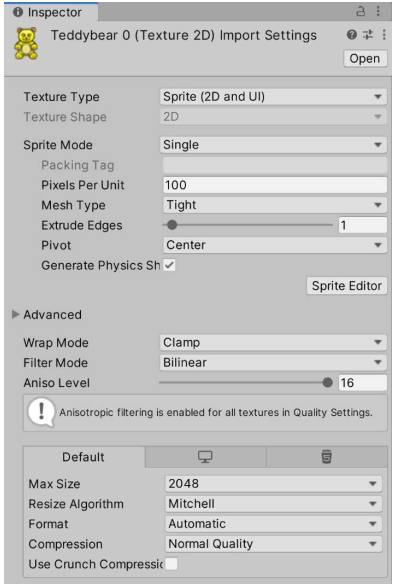 Inspector
Teddybear 0 (Texture 2D) Import Settings
Open
Texture Type Sprite (2D and UI)
Texture Shape 2D
Sprite Mode Single
Packing Tag
Pixels Per Unit 100
Mesh Type Tight
Extrude Edges 1
Pivot Center
Generate Physics Sh
Sprite Editor
Advanced
Wrap Mode Clamp
Filter Mode Bilinear
Aniso Level 16
Anisotropic filtering is enabled for all textures in Quality Settings.
Default
Max Size 2048
Resize Algorithm Mitchell
Format Automatic
Compression Normal Quality
Use Crunch Compressic